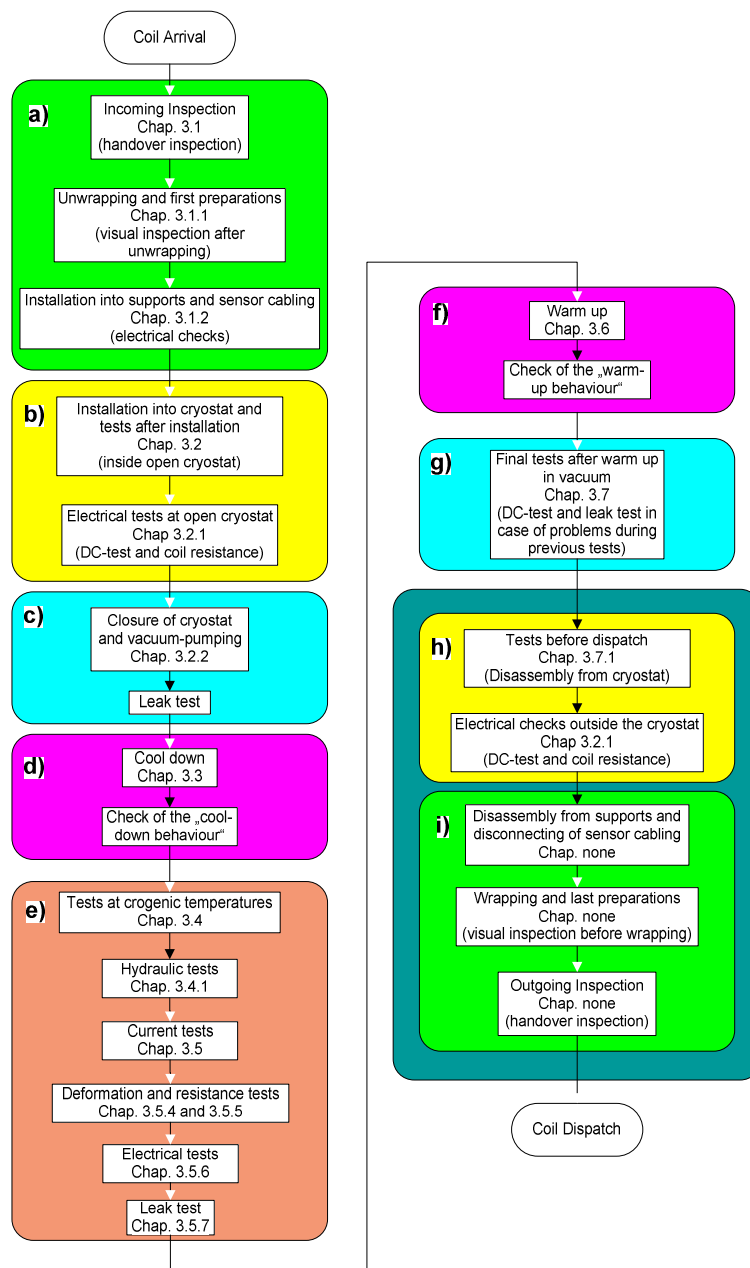 Coil Arrival
a)
Incoming Inspection
Chap. 3.1
(handover inspection)
Unwrapping and first preparations
Chap. 3.1.1
(visual inspection after
unwrapping)
Installation into supports and sensor cabling
Chap. 3.1.2
(electrical checks)
b)
Installation into cryostat and
tests after installation
Chap. 3.2
(inside open cryostat)
Electrical tests at open cryostat
Chap 3.2.1
(DC-test and coil resistance)
c)
Closure of cryostat
and vacuum-pumping
Chap. 3.2.2
Leak test
d)
Cool down
Chap. 3.3
Check of the „cool-
down behaviour“
e)
Tests at crogenic temperatures
Chap. 3.4
Hydraulic tests
Chap. 3.4.1
Current tests
Chap. 3.5
Deformation and resistance tests
Chap. 3.5.4 and 3.5.5
Electrical tests
Chap. 3.5.6
Leak test
Chap. 3.5.7
f)
Warm up
Chap. 3.6
Check of the „warm-
up behaviour“
g)
Final tests after warm up
in vacuum
Chap. 3.7
(DC-test and leak test in
case of problems during
previous tests)
h)
Tests before dispatch
Chap. 3.7.1
(Disassembly from cryostat)
Electrical checks outside the cryostat
Chap 3.2.1
(DC-test and coil resistance)
i)
Disassembly from supports and
disconnecting of sensor cabling
Chap. none
Wrapping and last preparations
Chap. none
(visual inspection before wrapping)
Outgoing Inspection
Chap. none
(handover inspection)
Coil Dispatch